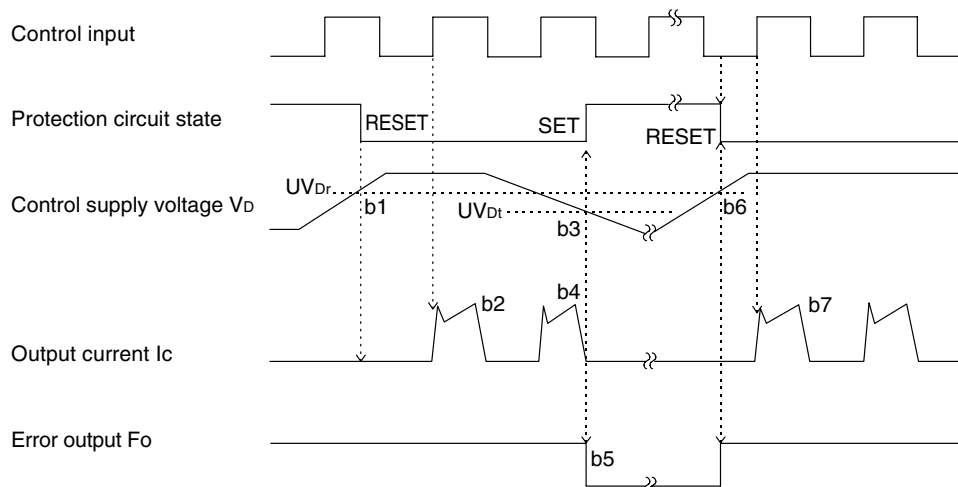 Control input
Protection circuit state
RESET
SET
RESET
Control supply voltage VD
UVDr
b1
UVDt
b3
b6
Output current Ic
b2
b4
b7
Error output Fo
b5